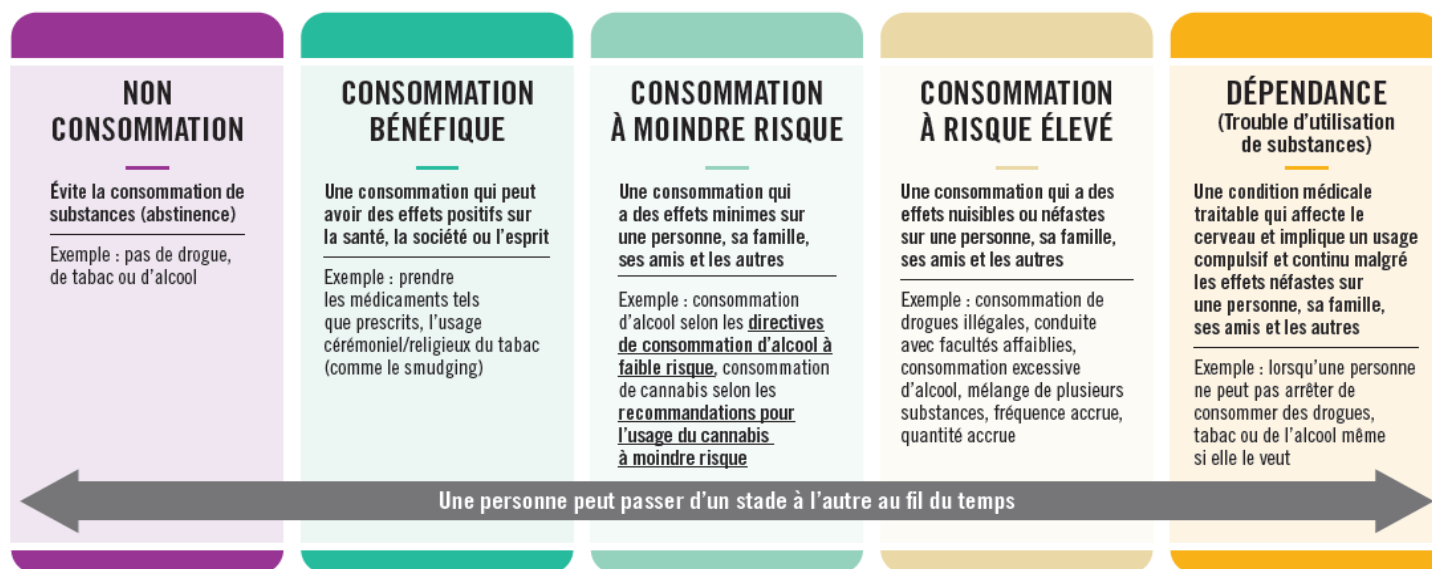 NON
CONSOMMATION
Évite la consommation de
substances (abstinence)
Exemple : pas de drogue,
de tabac ou d'alcool
CONSOMMATION
BÉNÉFIQUE
Une consommation qui peut
avoir des effets positifs sur
la santé, la société ou l'esprit
Exemple : prendre
les médicaments tels
que prescrits, l'usage
cérémoniel/religieux du tabac
(comme le smudging)
CONSOMMATION
À MOINDRE RISQUE
Une consommation qui
a des effets minimes sur
une personne, sa famille,
ses amis et les autres
Exemple : consommation
d'alcool selon les directives
de consommation d'alcool à
faible risque, consommation
de cannabis selon les
recommandations pour
l'usage du cannabis
à moindre risque
CONSOMMATION
À RISQUE ÉLEVÉ
Une consommation qui a des
effets nuisibles ou néfastes
sur une personne, sa famille,
ses amis et les autres
Exemple : consommation de
drogues illégales, conduite
avec facultés affaiblies,
consommation excessive
d'alcool, mélange de plusieurs
substances, fréquence accrue,
quantité accrue
DÉPENDANCE
(Trouble d'utilisation
de substances)
Une condition médicale
traitable qui affecte le
cerveau et implique un usage
compulsif et continu malgré
les effets néfastes sur
une personne, sa famille,
ses amis et les autres
Exemple : lorsqu'une personne
ne peut pas arrêter de
consommer des drogues,
tabac ou de l'alcool même
si elle le veut
Une personne peut passer d'un stade à l'autre au fil du temps